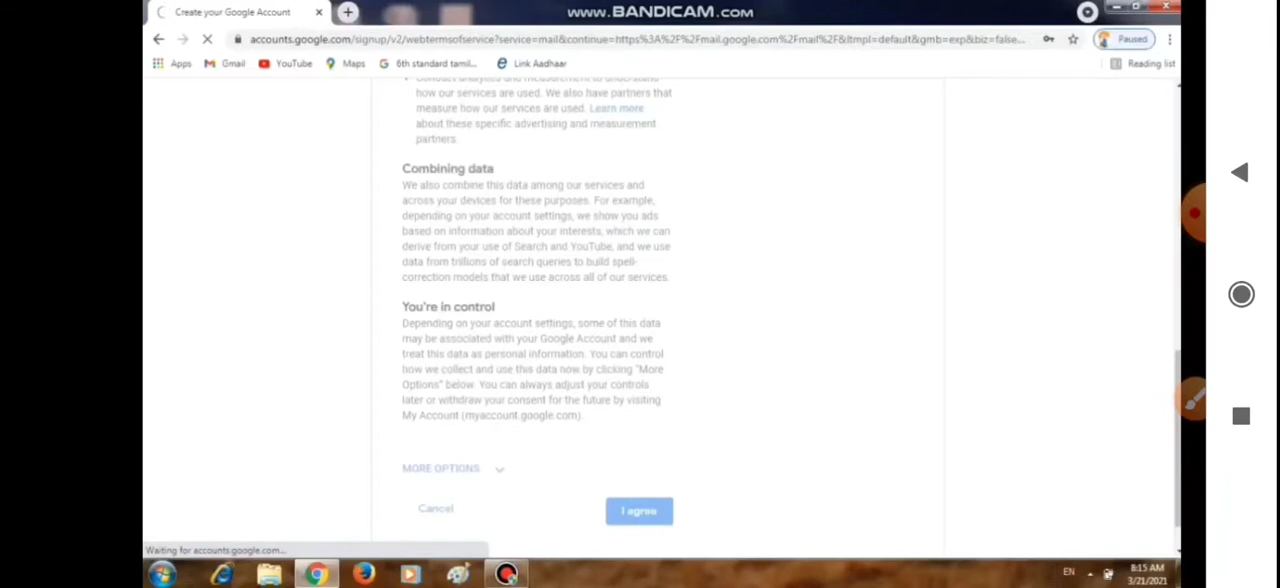 Create your Google Account
WWW.BANDICAM.COM
accounts.google.com/signup/v2/webtermsofservice?service=mail&continue=https%3A%2F%2Fmail.google.com%2Fmail%2F&ltmpl=default&gmb=exp&biz=false...
Paused
Apps Gmail YouTube Maps 6th standard tamil... Link Aadhaar Reading list
Conduct analytics and measurement to understand
how our services are used. We also have partners that
measure how our services are used. Learn more
about these specific advertising and measurement
partners.
Combining data
We also combine this data among our services and
across your devices for these purposes. For example,
depending on your account settings, we show you ads
based on information about your interests, which we can
derive from your use of Search and YouTube, and we use
data from trillions of search queries to build spell-
correction models that we use across all of our services.
You're in control
Depending on your account settings, some of this data
may be associated with your Google Account and we
treat this data as personal information. You can control
how we collect and use this data now by clicking "More
Options" below. You can always adjust your controls
later or withdraw your consent for the future by visiting
My Account (myaccount.google.com).
MORE OPTIONS
Cancel I agree
Waiting for accounts.google.com...
EN 8:15 AM
3/21/2021